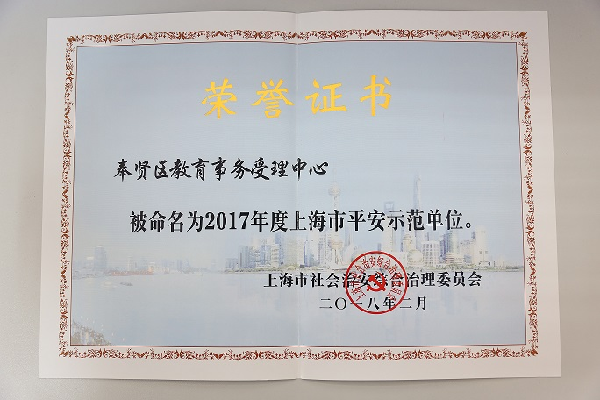 荣誉证书
奉贤区教育事务受理中心
被命名为2017年度上海市平安示范单位。
上海市社会治安综合治理委员会
二〇一八年二月